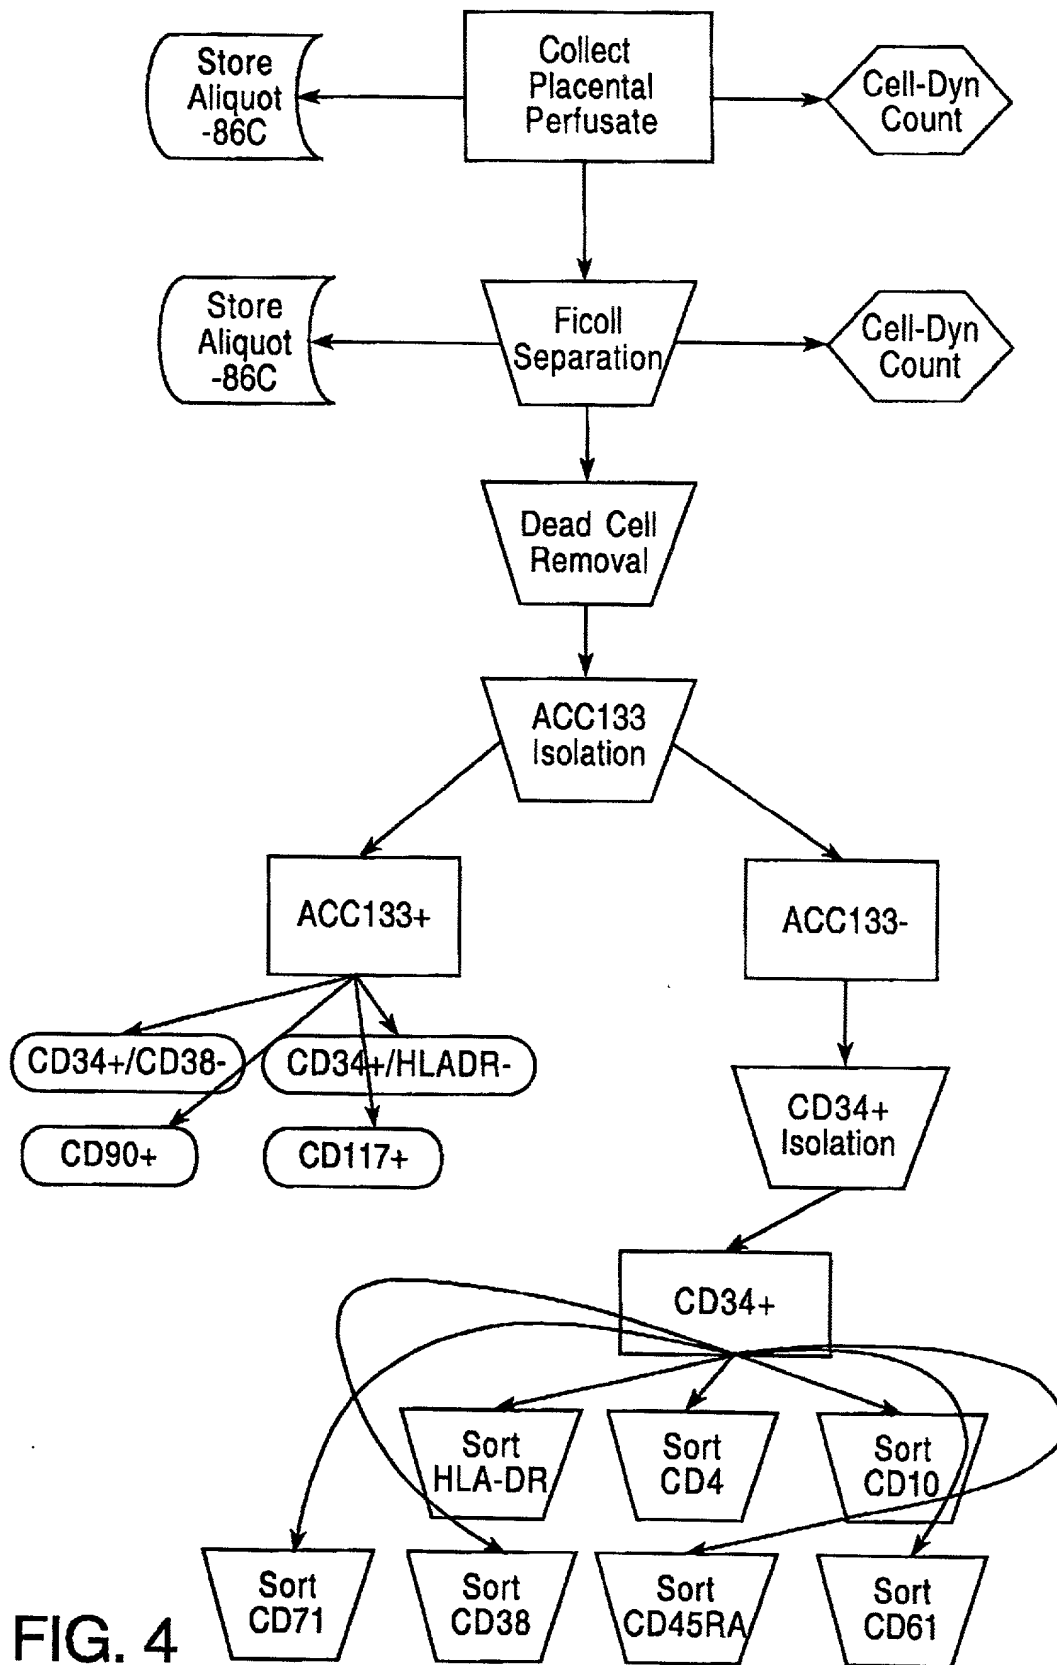 Store
Aliquot
-86C
Collect
Placental
Perfusate
Cell-Dyn
Count
Store
Aliquot
-86C
Ficoll
Separation
Cell-Dyn
Count
Dead Cell
Removal
ACC133
Isolation
ACC133+
ACC133-
CD34+/CD38-
CD34+/HLADR-
CD90+
CD117+
CD34+
Isolation
CD34+
Sort
HLA-DR
Sort
CD4
Sort
CD10
Sort
CD71
Sort
CD38
Sort
CD45RA
Sort
CD61
FIG. 4